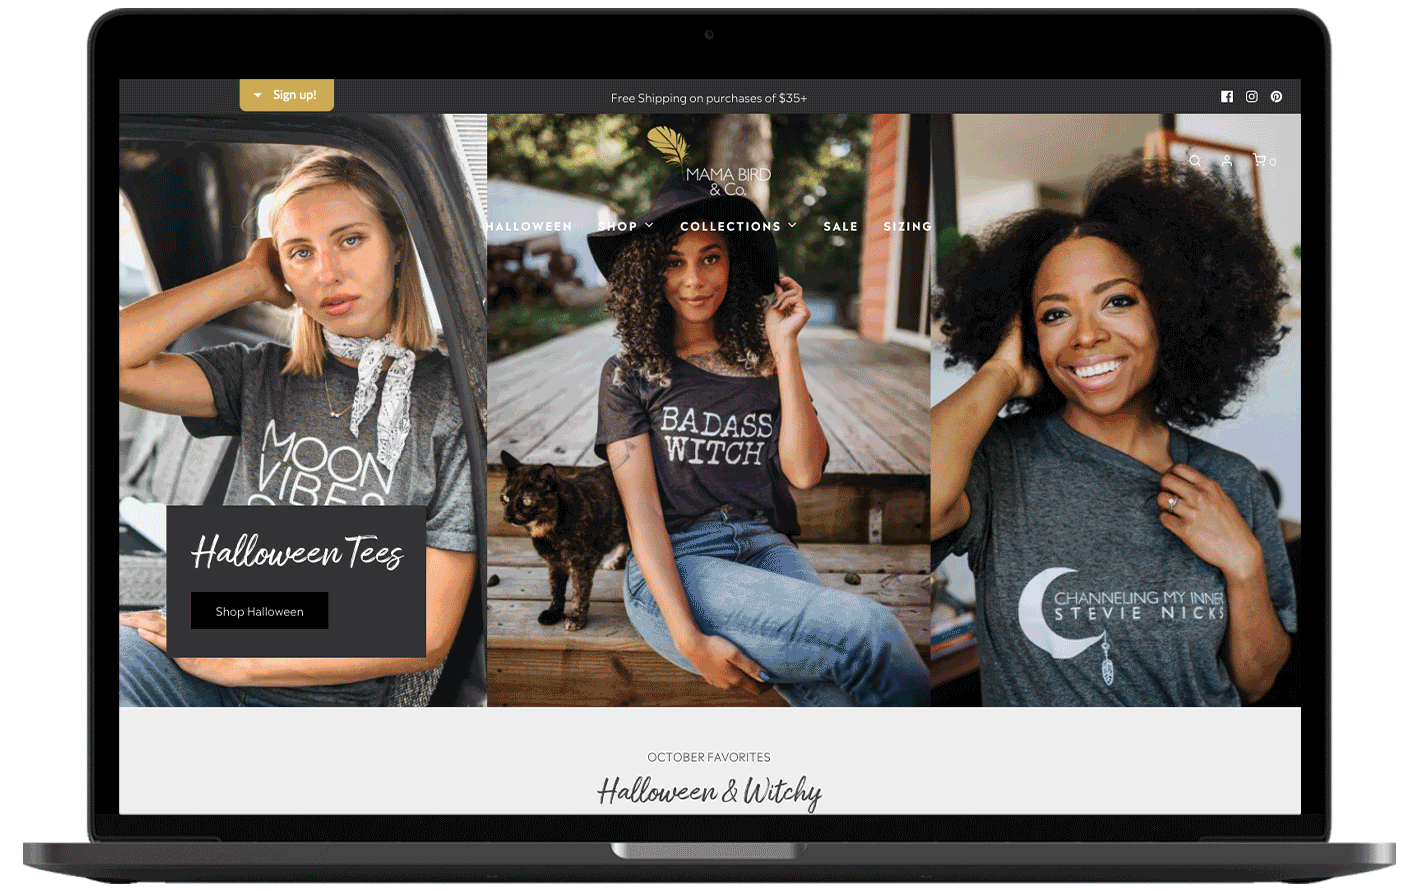 Sign up!
Free Shipping on purchases of $35+
MAMA BIRD
& Co.
0
HALLOWEEN SHOP COLLECTIONS SALE SIZING
MOON
VIBES
BADASS
WITCH
CHANNELING MY INNER
STEVIE NICKS
Halloween Tees
Shop Halloween
OCTOBER FAVORITES
Halloween & Witchy